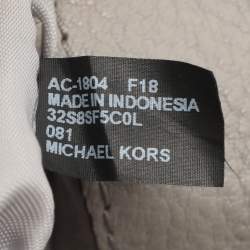 AC-1804 F18
MADE IN INDONESIA
32S8SF5C0L
081
MICHAEL KORS